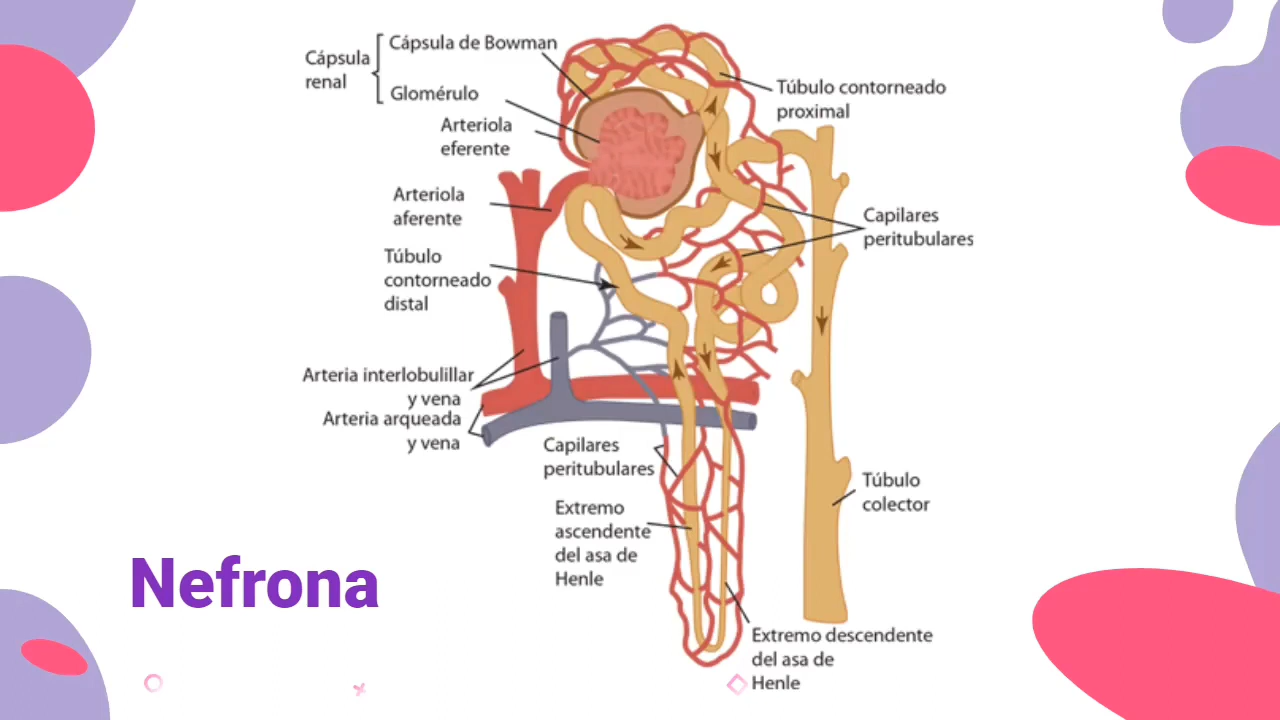 Cápsula
renal
Cápsula de Bowman
Glomérulo
Arteriola
eferente
Arteriola
aferente
Túbulo
contorneado
distal
Arteria interlobulillar
y vena
Arteria arqueada
y vena
Túbulo contorneado
proximal
Capilares
peritubulares
Capilares
peritubulares
Extremo
ascendente
del asa de
Henle
Túbulo
colector
Extremo descendente
del asa de
Henle
Nefrona